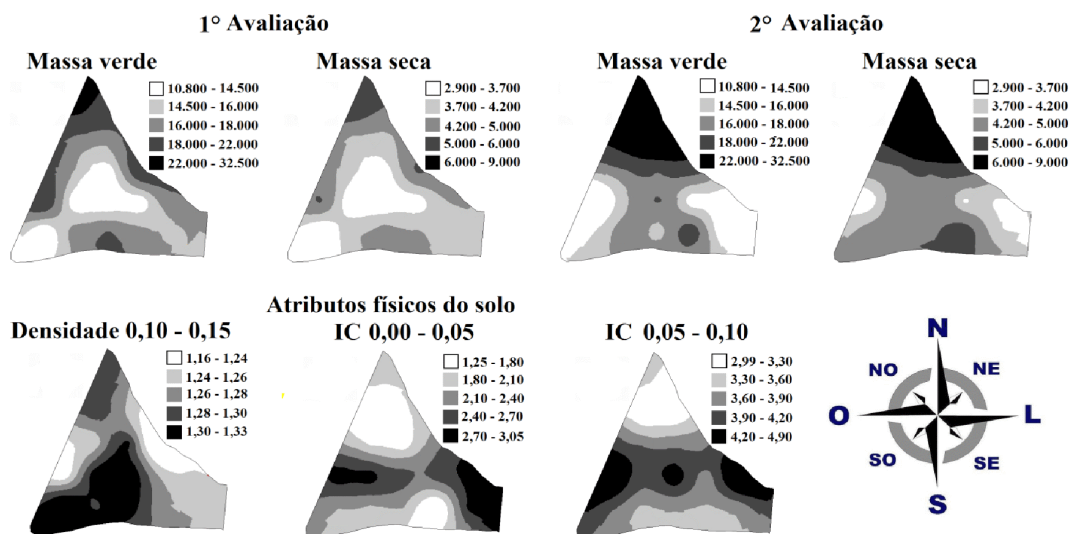 1° Avaliação
2° Avaliação
Massa verde
10.800 - 14.500
14.500 - 16.000
16.000 - 18.000
18.000 - 22.000
22.000 - 32.500
Massa seca
2.900 - 3.700
3.700 - 4.200
4.200 - 5.000
5.000 - 6.000
6.000 - 9.000
Massa verde
10.800 - 14.500
14.500 - 16.000
16.000 - 18.000
18.000 - 22.000
22.000 - 32.500
Massa seca
2.900 - 3.700
3.700 - 4.200
4.200 - 5.000
5.000 - 6.000
6.000 - 9.000
Atributos físicos do solo
Densidade 0,10 - 0,15
1,16 - 1,24
1,24 - 1,26
1,26 - 1,28
1,28 - 1,30
1,30 - 1,33
IC 0,00 - 0,05
1,25 - 1,80
1,80 - 2,10
2,10 - 2,40
2,40 - 2,70
2,70 - 3,05
IC 0,05 - 0,10
2,99 - 3,30
3,30 - 3,60
3,60 - 3,90
3,90 - 4,20
4,20 - 4,90
N
NO NE
O L
SO SE
S